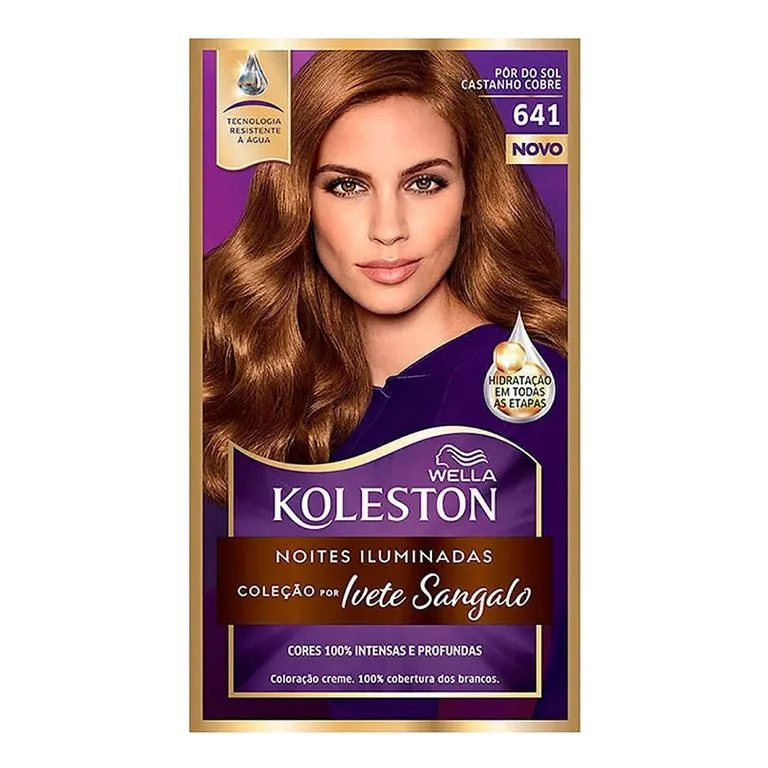 TECNOLOGIA
RESISTENTE
À ÁGUA
PÔR DO SOL
CASTANHO COBRE
641
NOVO
HIDRATAÇÃO
EM TODAS
AS ETAPAS
WELLA
KOLESTON
NOITES ILUMINADAS
COLEÇÃO POR Ivete Sangalo
CORES 100% INTENSAS E PROFUNDAS
Coloração creme. 100% cobertura dos brancos.